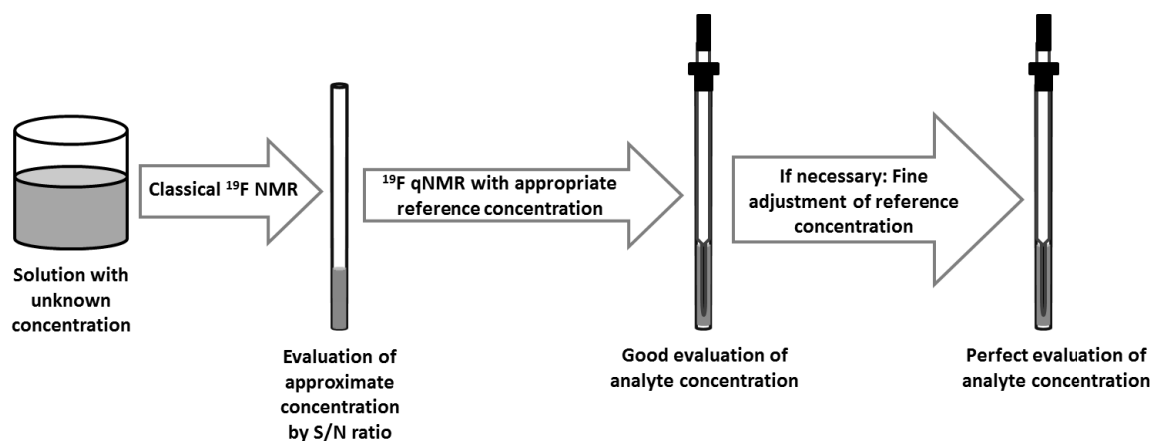 Classical ¹⁹F NMR
¹⁹F qNMR with appropriate
reference concentration
If necessary: Fine
adjustment of reference
concentration
Solution with
unknown
concentration
Evaluation of
approximate
concentration
by S/N ratio
Good evaluation of
analyte concentration
Perfect evaluation of
analyte concentration